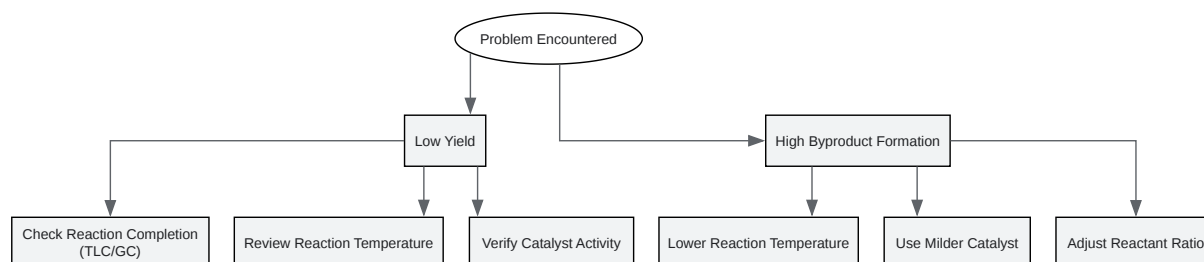 Problem Encountered
Low Yield
High Byproduct Formation
Check Reaction Completion
(TLC/GC)
Review Reaction Temperature
Verify Catalyst Activity
Lower Reaction Temperature
Use Milder Catalyst
Adjust Reactant Ratio